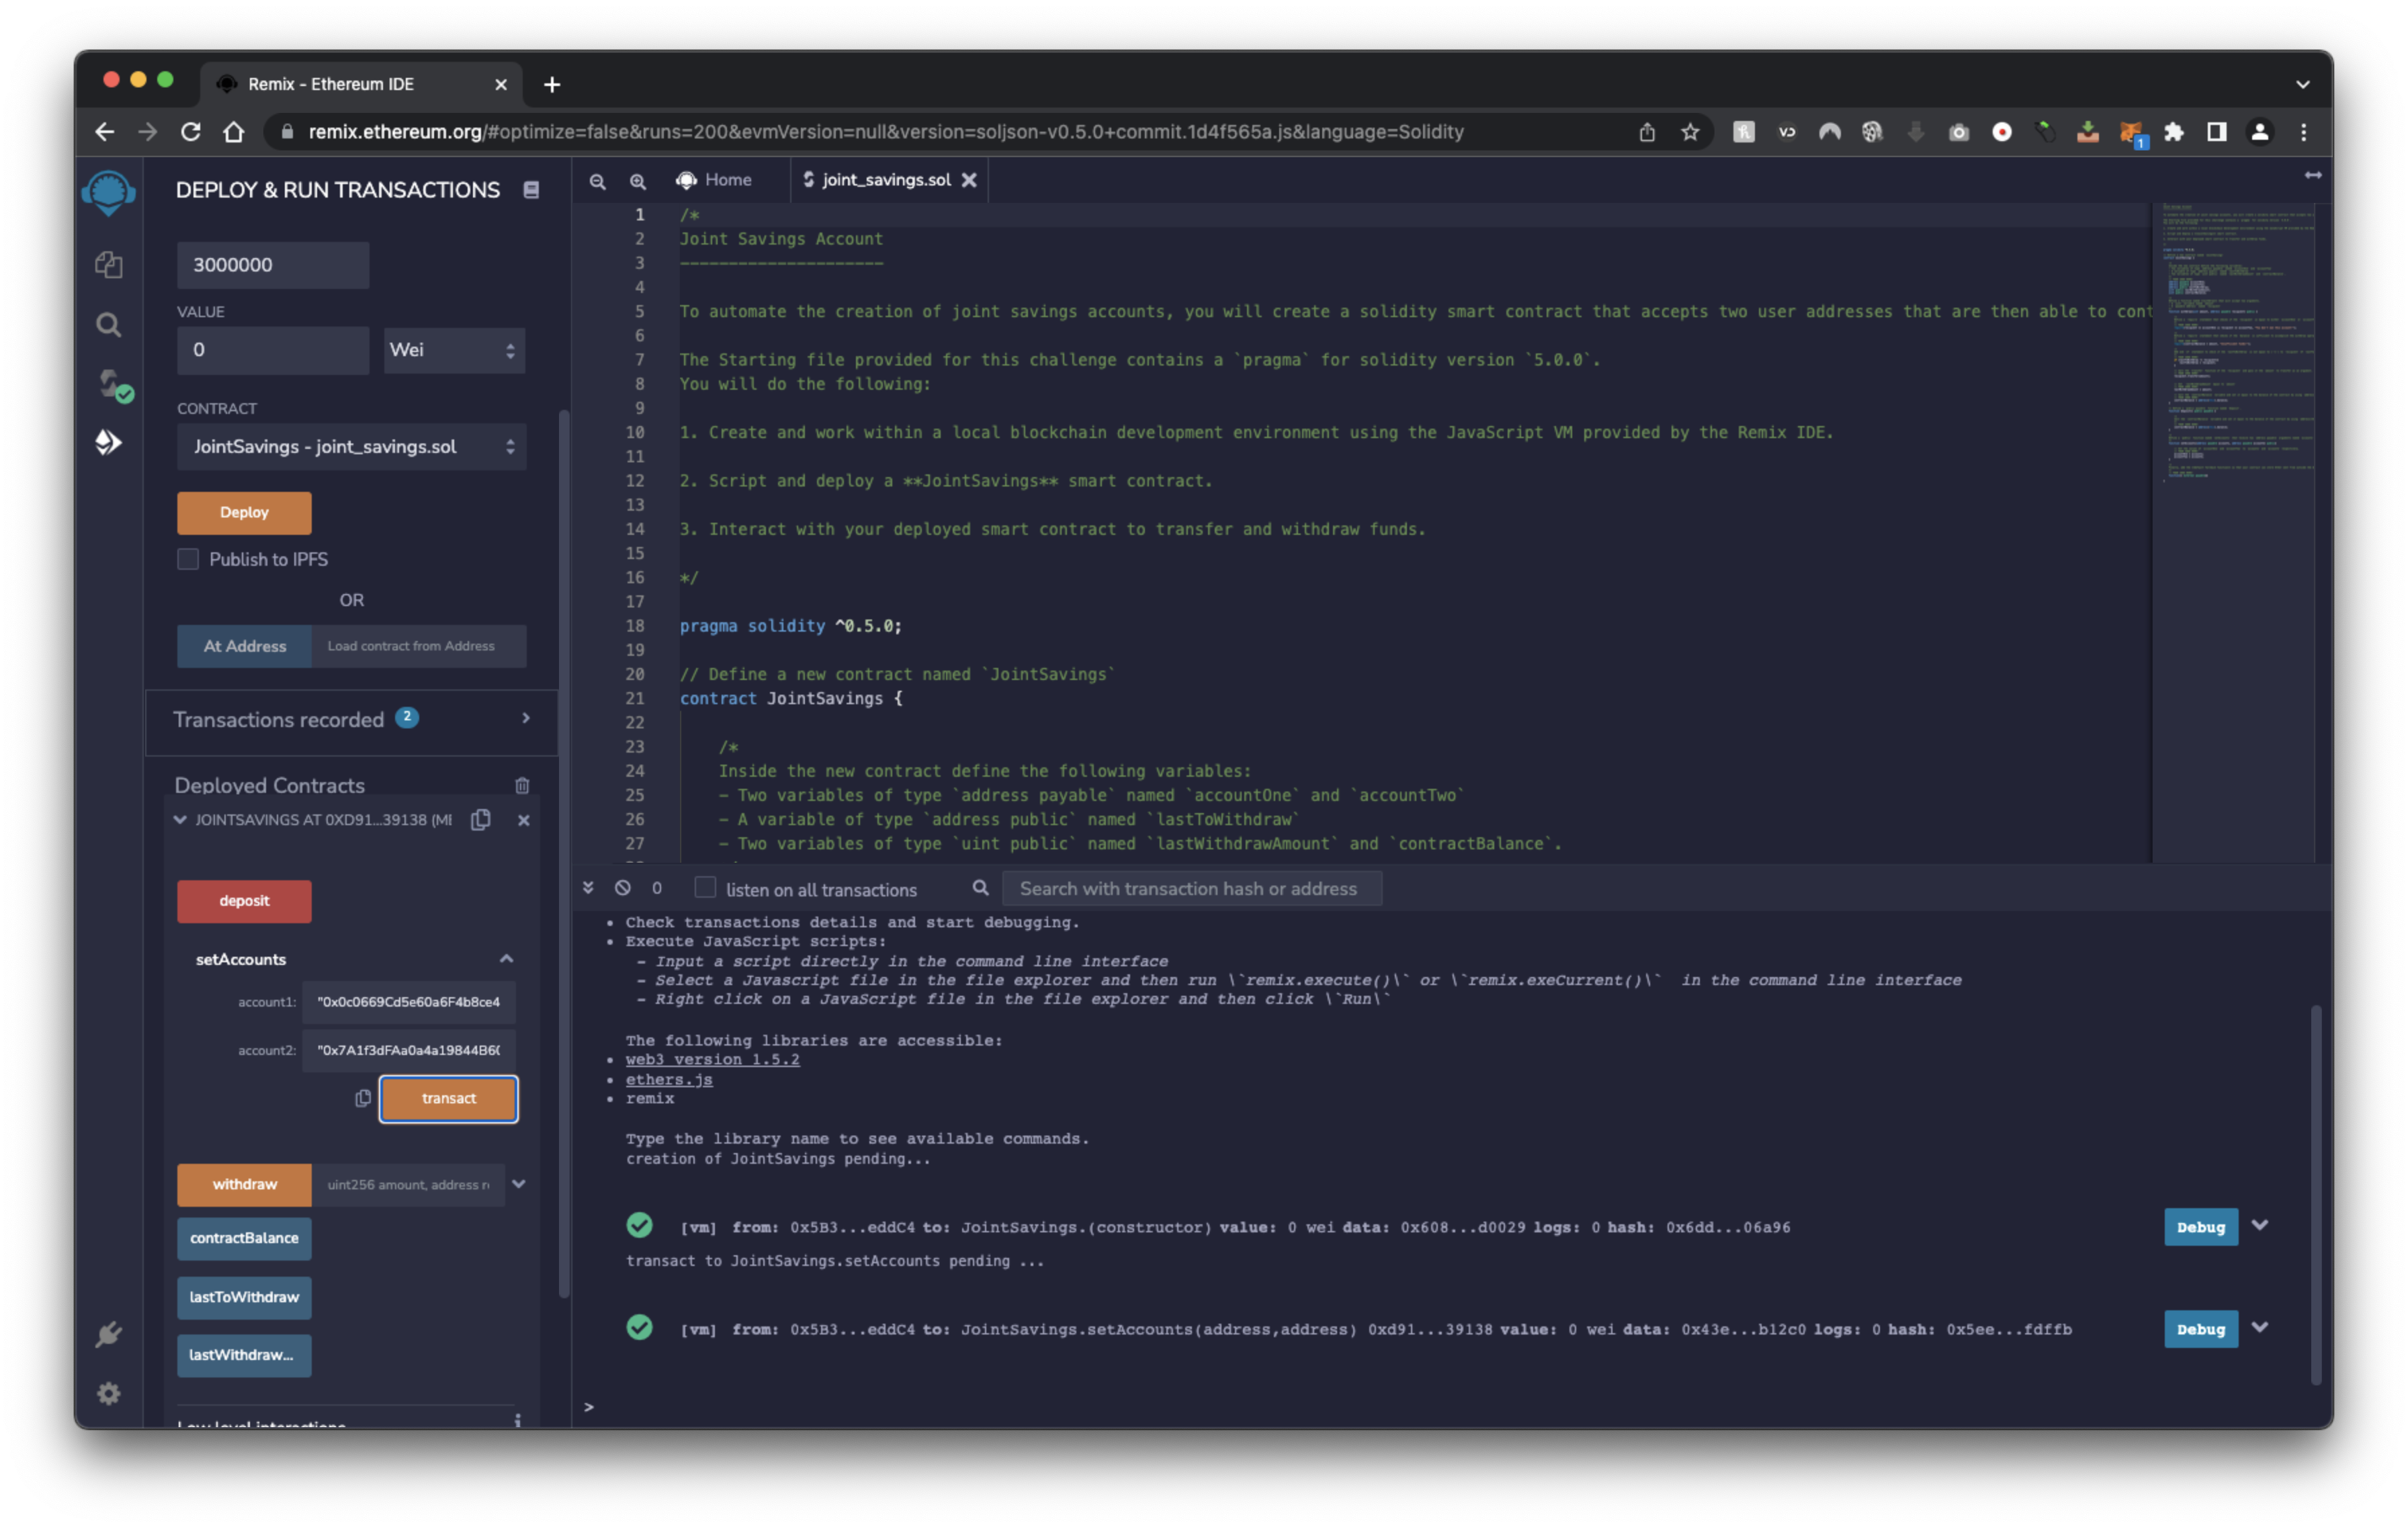 Remix - Ethereum IDE
remix.ethereum.org/#optimize=false&runs=200&evmVersion=null&version=soljson-v0.5.0+commit.1d4f565a.js&language=Solidity
1
DEPLOY & RUN TRANSACTIONS
3000000
VALUE
0
Wei
CONTRACT
JointSavings - joint_savings.sol
Deploy
Publish to IPFS
OR
At Address
Load contract from Address
Transactions recorded 2
Deployed Contracts
JOINTSAVINGS AT 0XD91...39138 (ME
deposit
setAccounts
account1: "0x0c0669Cd5e60a6F4b8ce4
account2: "0x7A1f3dFAa0a4a19844B6(
transact
withdraw
uint256 amount, address r
contractBalance
lastToWithdraw
lastWithdraw...
Low level interactions
Home
joint_savings.sol
1 /*
2 Joint Savings Account
3 ---------------------
4
5 To automate the creation of joint savings accounts, you will create a solidity smart contract that accepts two user addresses that are then able to cont
6
7 The Starting file provided for this challenge contains a `pragma` for solidity version `5.0.0`.
8 You will do the following:
9
10 1. Create and work within a local blockchain development environment using the JavaScript VM provided by the Remix IDE.
11
12 2. Script and deploy a **JointSavings** smart contract.
13
14 3. Interact with your deployed smart contract to transfer and withdraw funds.
15
16 */
17
18 pragma solidity ^0.5.0;
19
20 // Define a new contract named `JointSavings`
21 contract JointSavings {
22
23 /*
24 Inside the new contract define the following variables:
25 - Two variables of type `address payable` named `accountOne` and `accountTwo`
26 - A variable of type `address public` named `lastToWithdraw`
27 - Two variables of type `uint public` named `lastWithdrawAmount` and `contractBalance`.
0
listen on all transactions
Search with transaction hash or address
• Check transactions details and start debugging.
• Execute JavaScript scripts:
- Input a script directly in the command line interface
- Select a Javascript file in the file explorer and then run \`remix.execute()\` or \`remix.exeCurrent()\` in the command line interface
- Right click on a JavaScript file in the file explorer and then click \`Run\`
The following libraries are accessible:
• web3 version 1.5.2
• ethers.js
• remix
Type the library name to see available commands.
creation of JointSavings pending...
[vm] from: 0x5B3...eddC4 to: JointSavings.(constructor) value: 0 wei data: 0x608...d0029 logs: 0 hash: 0x6dd...06a96
Debug
transact to JointSavings.setAccounts pending ...
[vm] from: 0x5B3...eddC4 to: JointSavings.setAccounts(address,address) 0xd91...39138 value: 0 wei data: 0x43e...b12c0 logs: 0 hash: 0x5ee...fdffb
Debug
>